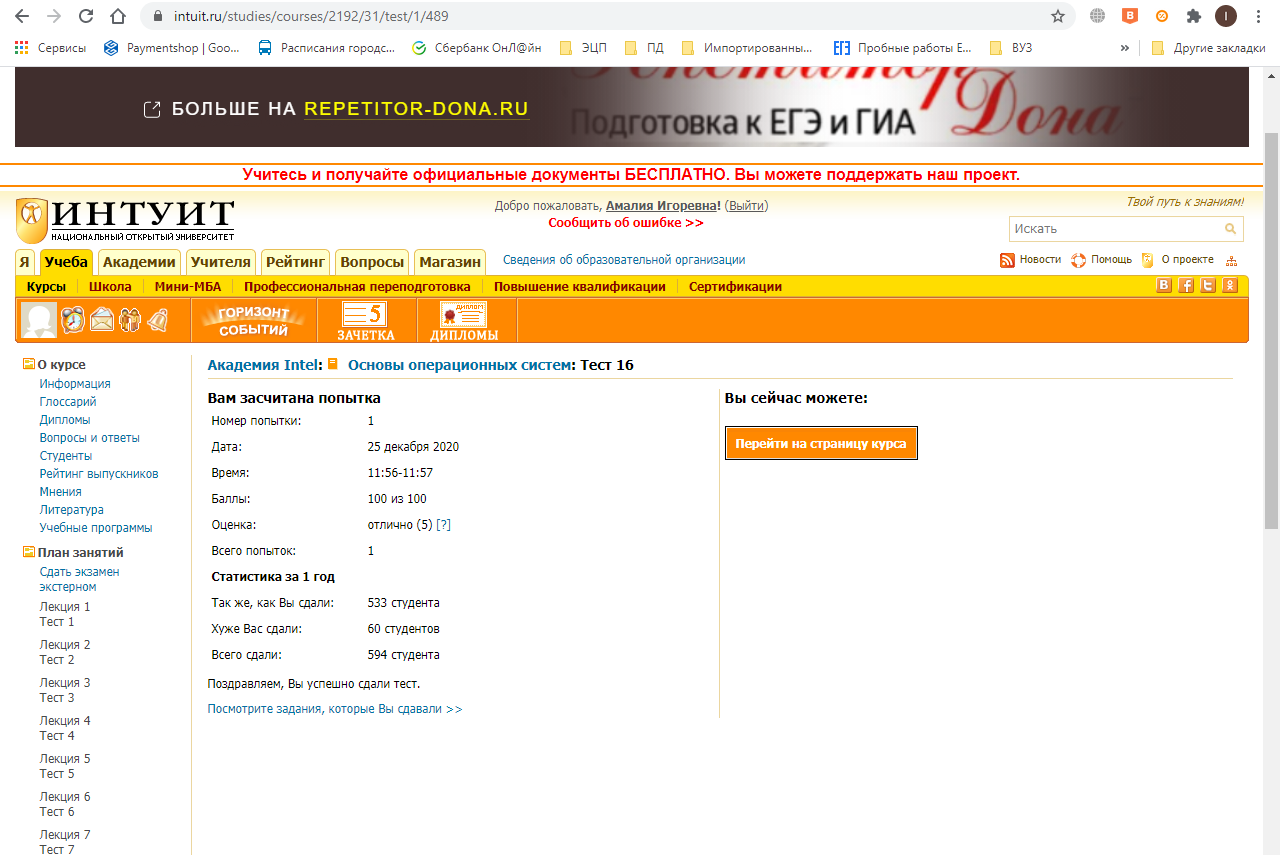 intuit.ru/studies/courses/2192/31/test/1/489
В
I
Сервисы
Paymentshop | Goo...
Расписания городс...
Сбербанк ОнЛ@йн
ЭЦП
ПД
Импортированны...
Пробные работы Е...
ВУЗ
»
Другие закладки
БОЛЬШЕ НА REPETITOR-DONA.RU
Подготовка к ЕГЭ и ГИА
Дона
Учитесь и получайте официальные документы БЕСПЛАТНО. Вы можете поддержать наш проект.
ИНТУИТ
НАЦИОНАЛЬНЫЙ ОТКРЫТЫЙ УНИВЕРСИТЕТ
Добро пожаловать, Амалия Игоревна! (Выйти)
Сообщить об ошибке >>
Твой путь к знаниям!
Искать
Я
Учеба
Академии
Учителя
Рейтинг
Вопросы
Магазин
Сведения об образовательной организации
Новости
Помощь
О проекте
Курсы
Школа
Мини-МБА
Профессиональная переподготовка
Повышение квалификации
Сертификации
ГОРИЗОНТ
СОБЫТИЙ
5
ЗАЧЕТКА
ДИПЛОМ
ДИПЛОМЫ
О курсе
Информация
Глоссарий
Дипломы
Вопросы и ответы
Студенты
Рейтинг выпускников
Мнения
Литература
Учебные программы
План занятий
Сдать экзамен
экстерном
Лекция 1
Тест 1
Лекция 2
Тест 2
Лекция 3
Тест 3
Лекция 4
Тест 4
Лекция 5
Тест 5
Лекция 6
Тест 6
Лекция 7
Тест 7
Академия Intel: Основы операционных систем: Тест 16
Вам засчитана попытка
Номер попытки: 1
Дата: 25 декабря 2020
Время: 11:56-11:57
Баллы: 100 из 100
Оценка: отлично (5) [?]
Всего попыток: 1
Статистика за 1 год
Так же, как Вы сдали: 533 студента
Хуже Вас сдали: 60 студентов
Всего сдали: 594 студента
Поздравляем, Вы успешно сдали тест.
Посмотрите задания, которые Вы сдавали >>
Вы сейчас можете:
Перейти на страницу курса